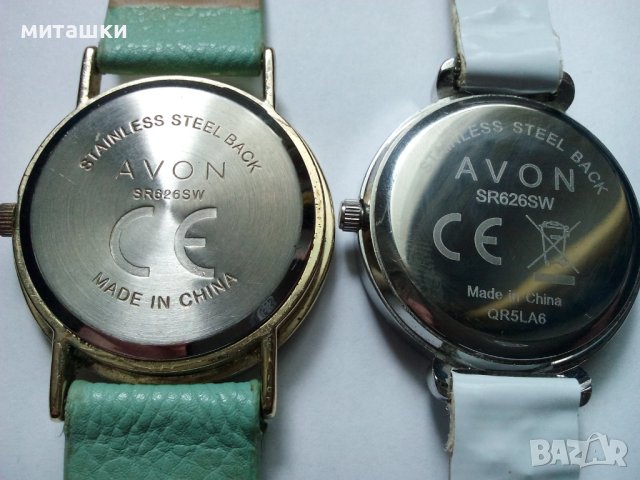 миташки
STAINLESS STEEL BACK
AVON
SR626SW
CE
MADE IN CHINA
STAINLESS STEEL BACK
AVON
SR626SW
CE
Made in China
QR5LA6
BAZAR